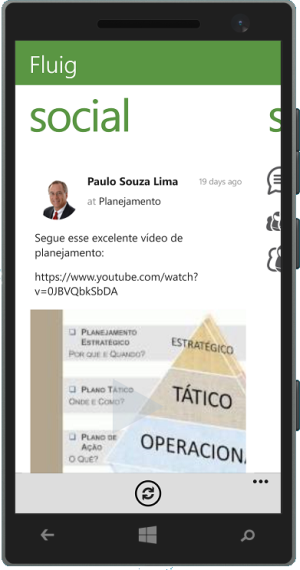 Fluig
social
s
Paulo Souza Lima
19 days ago
at Planejamento
Segue esse excelente vídeo de
planejamento:
https://www.youtube.com/watch?
v=0JBVQbkSbDA
PLANEJAMENTO
ESTRATÉGICO
POR QUE E QUANDO?
ESTRATÉGICO
PLANO TÁTICO
ONDE E COMO?
TÁTICO
PLANO DE
AÇÃO
O QUÊ?
OPERACION